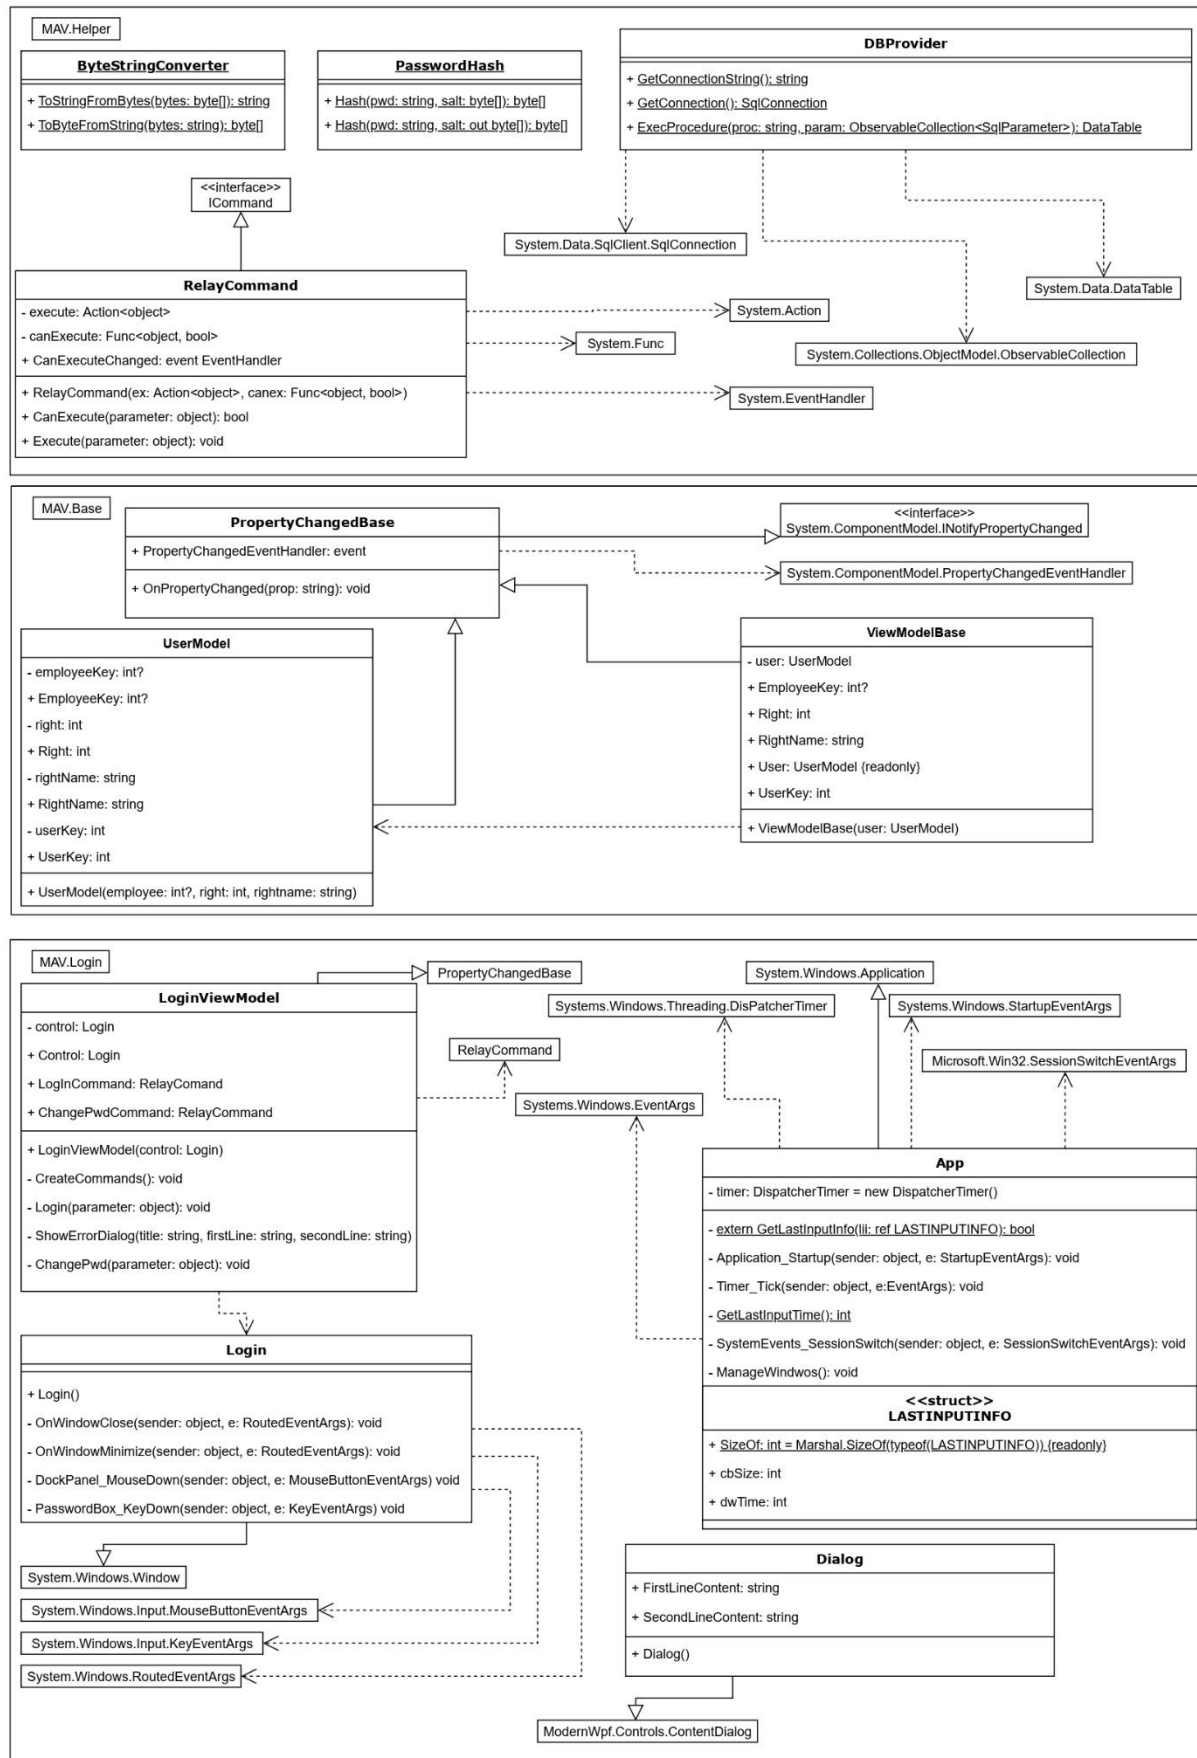 MAV.Helper
ByteStringConverter
+ ToStringFromBytes(bytes: byte[]): string
+ ToByteFromString(bytes: string): byte[]
PasswordHash
+ Hash(pwd: string, salt: byte[]): byte[]
+ Hash(pwd: string, salt: out byte[]): byte[]
DBProvider
+ GetConnectionString(): string
+ GetConnection(): SqlConnection
+ ExecProcedure(proc: string, param: ObservableCollection<SqlParameter>): DataTable
<<interface>>
ICommand
System.Data.SqlClient.SqlConnection
System.Data.DataTable
System.Collections.ObjectModel.ObservableCollection
RelayCommand
- execute: Action<object>
- canExecute: Func<object, bool>
+ CanExecuteChanged: event EventHandler
+ RelayCommand(ex: Action<object>, canex: Func<object, bool>)
+ CanExecute(parameter: object): bool
+ Execute(parameter: object): void
System.Action
System.Func
System.EventHandler
MAV.Base
PropertyChangedBase
+ PropertyChangedEventHandler: event
+ OnPropertyChanged(prop: string): void
<<interface>>
System.ComponentModel.INotifyPropertyChanged
System.ComponentModel.PropertyChangedEventHandler
UserModel
- employeeKey: int?
+ EmployeeKey: int?
- right: int
+ Right: int
- rightName: string
+ RightName: string
- userKey: int
+ UserKey: int
+ UserModel(employee: int?, right: int, rightname: string)
ViewModelBase
- user: UserModel
+ EmployeeKey: int?
+ Right: int
+ RightName: string
+ User: UserModel {readonly}
+ UserKey: int
+ ViewModelBase(user: UserModel)
MAV.Login
PropertyChangedBase
System.Windows.Application
LoginViewModel
- control: Login
+ Control: Login
+ LogInCommand: RelayComand
+ ChangePwdCommand: RelayCommand
+ LoginViewModel(control: Login)
- CreateCommands(): void
- Login(parameter: object): void
- ShowErrorDialog(title: string, firstLine: string, secondLine: string)
- ChangePwd(parameter: object): void
Systems.Windows.Threading.DisPatcherTimer
Systems.Windows.StartupEventArgs
RelayCommand
Microsoft.Win32.SessionSwitchEventArgs
Systems.Windows.EventArgs
App
- timer: DispatcherTimer = new DispatcherTimer()
- extern GetLastInputInfo(lii: ref LASTINPUTINFO): bool
- Application_Startup(sender: object, e: StartupEventArgs): void
- Timer_Tick(sender: object, e:EventArgs): void
- GetLastInputTime(): int
- SystemEvents_SessionSwitch(sender: object, e: SessionSwitchEventArgs): void
- ManageWindwos(): void
<<struct>>
LASTINPUTINFO
+ SizeOf: int = Marshal.SizeOf(typeof(LASTINPUTINFO)) {readonly}
+ cbSize: int
+ dwTime: int
Login
+ Login()
- OnWindowClose(sender: object, e: RoutedEventArgs): void
- OnWindowMinimize(sender: object, e: RoutedEventArgs): void
- DockPanel_MouseDown(sender: object, e: MouseButtonEventArgs) void
- PasswordBox_KeyDown(sender: object, e: KeyEventArgs) void
System.Windows.Window
System.Windows.Input.MouseButtonEventArgs
System.Windows.Input.KeyEventArgs
System.Windows.RoutedEventArgs
Dialog
+ FirstLineContent: string
+ SecondLineContent: string
+ Dialog()
ModernWpf.Controls.ContentDialog